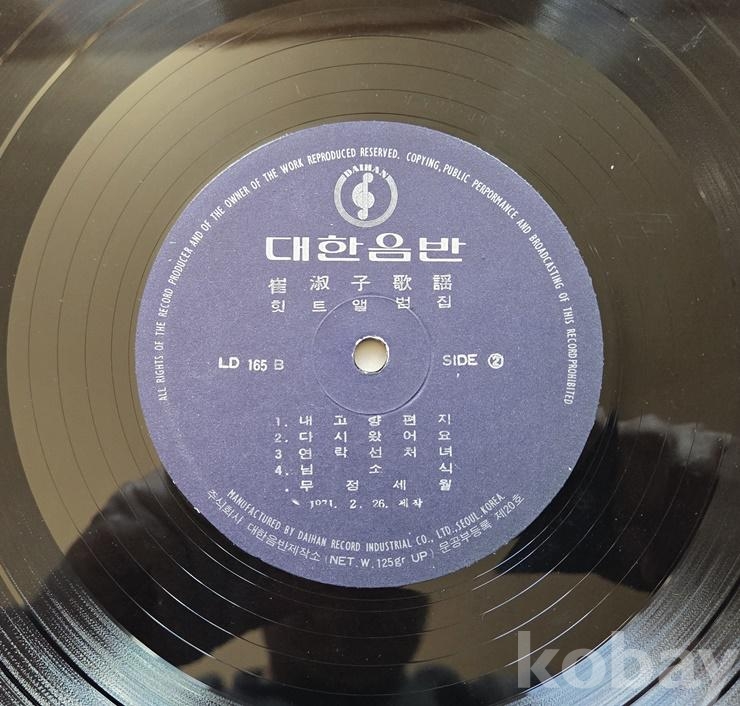 ALL RIGHTS OF THE RECORD PRODUCER AND OF THE OWNER OF THE WORK REPRODUCED RESERVED. COPYING, PUBLIC PERPORMANCE AND BROADCASTING OF THIS RECORD PROHIBITED
DAIHAN
대한음반
崔淑子歌謠
힛트앨범집
LD 165 B
SIDE ②
1. 내고향편지
2. 다시왔어요
3 연락선처녀
4. 님소식
. 무정세월
1971. 2. 26. 제작
MANUFACTURED BY DAIHAN RECORD INDUSTRIAL CO., LTD., SEOUL, KOREA.
주식회사 대한음반제작소 (NET. W. 125gr UP) 문공부등록 제20호
kobay